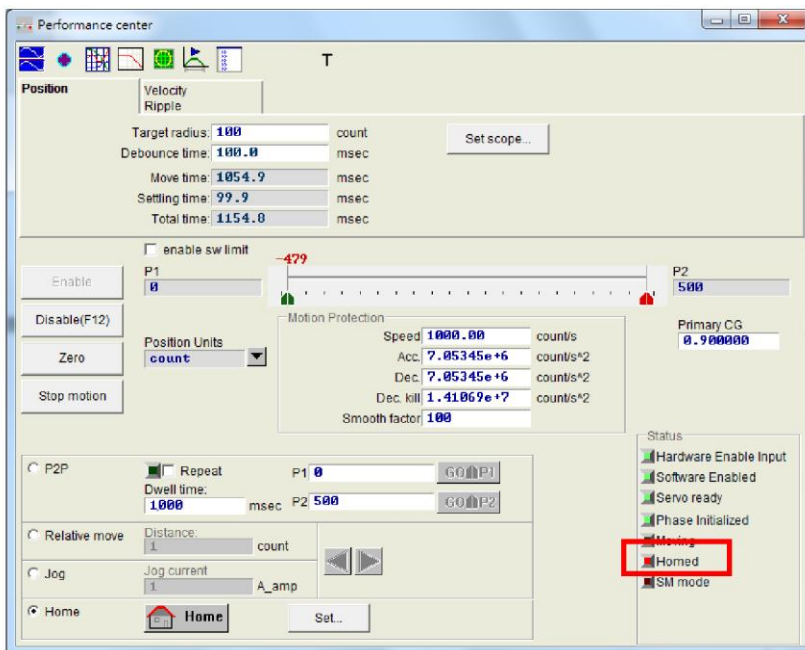 Performance center
T
Position
Velocity
Ripple
Target radius: 100 count
Set scope...
Debounce time: 100.0 msec
Move time: 1054.9 msec
Settling time: 99.9 msec
Total time: 1154.8 msec
enable sw limit
-479
P1
P2
Enable
0
500
Disable(F12)
Motion Protection
Position Units
Speed 1000.00 count/s
Primary CG
0.900000
Zero
count
Acc. 7.05345e+6 count/s^2
Dec. 7.05345e+6 count/s^2
Stop motion
Dec. kill 1.41069e+7 count/s^2
Smooth factor 100
Status
Hardware Enable Input
Software Enabled
Servo ready
Phase Initialized
Moving
Homed
SM mode
P2P
Repeat
P1 0
GO P1
Dwell time:
1000 msec
P2 500
GO P2
Relative move
Distance:
1 count
Jog
Jog current
1 A_amp
Home
Home
Set...